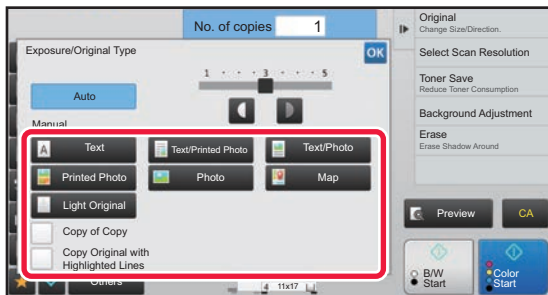 No. of copies 1
Exposure/Original Type
OK
1 3 5
Auto
Manual
Text
Text/Printed Photo
Text/Photo
Printed Photo
Photo
Map
Light Original
Copy of Copy
Copy Original with
Highlighted Lines
Others
4 11x17
Original
Change Size/Direction.
Select Scan Resolution
Toner Save
Reduce Toner Consumption
Background Adjustment
Erase
Erase Shadow Around
Preview
CA
B/W
Start
Color
Start